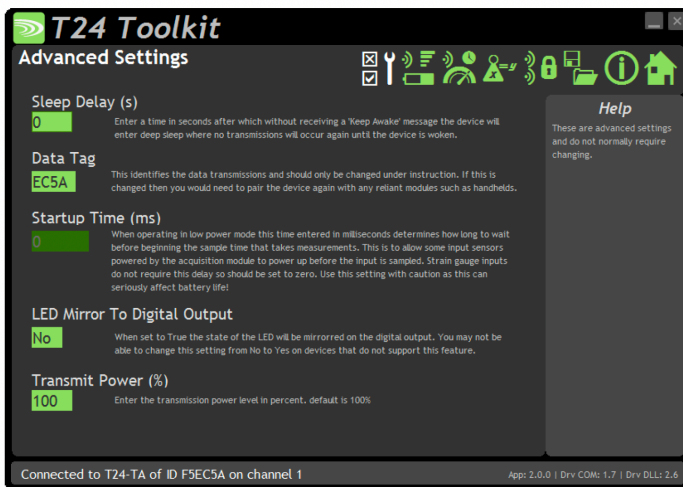 T24 Toolkit
Advanced Settings
Sleep Delay (s)
0
Enter a time in seconds after which without receiving a 'Keep Awake' message the device will
enter deep sleep where no transmissions will occur again until the device is woken.
Data Tag
EC5A
This identifies the data transmissions and should only be changed under instruction. If this is
changed then you would need to pair the device again with any reliant modules such as handhelds.
Startup Time (ms)
0
When operating in low power mode this time entered in milliseconds determines how long to wait
before beginning the sample time that takes measurements. This is to allow some input sensors
powered by the acquisition module to power up before the input is sampled. Strain gauge inputs
do not require this delay so should be set to zero. Use this setting with caution as this can
seriously affect battery life!
LED Mirror To Digital Output
No
When set to True the state of the LED will be mirrorred on the digital output. You may not be
able to change this setting from No to Yes on devices that do not support this feature.
Transmit Power (%)
100
Enter the transmission power level in percent. default is 100%
Help
These are advanced settings
and do not normally require
changing.
Connected to T24-TA of ID F5EC5A on channel 1
App: 2.0.0 | Drv COM: 1.7 | Drv DLL: 2.6